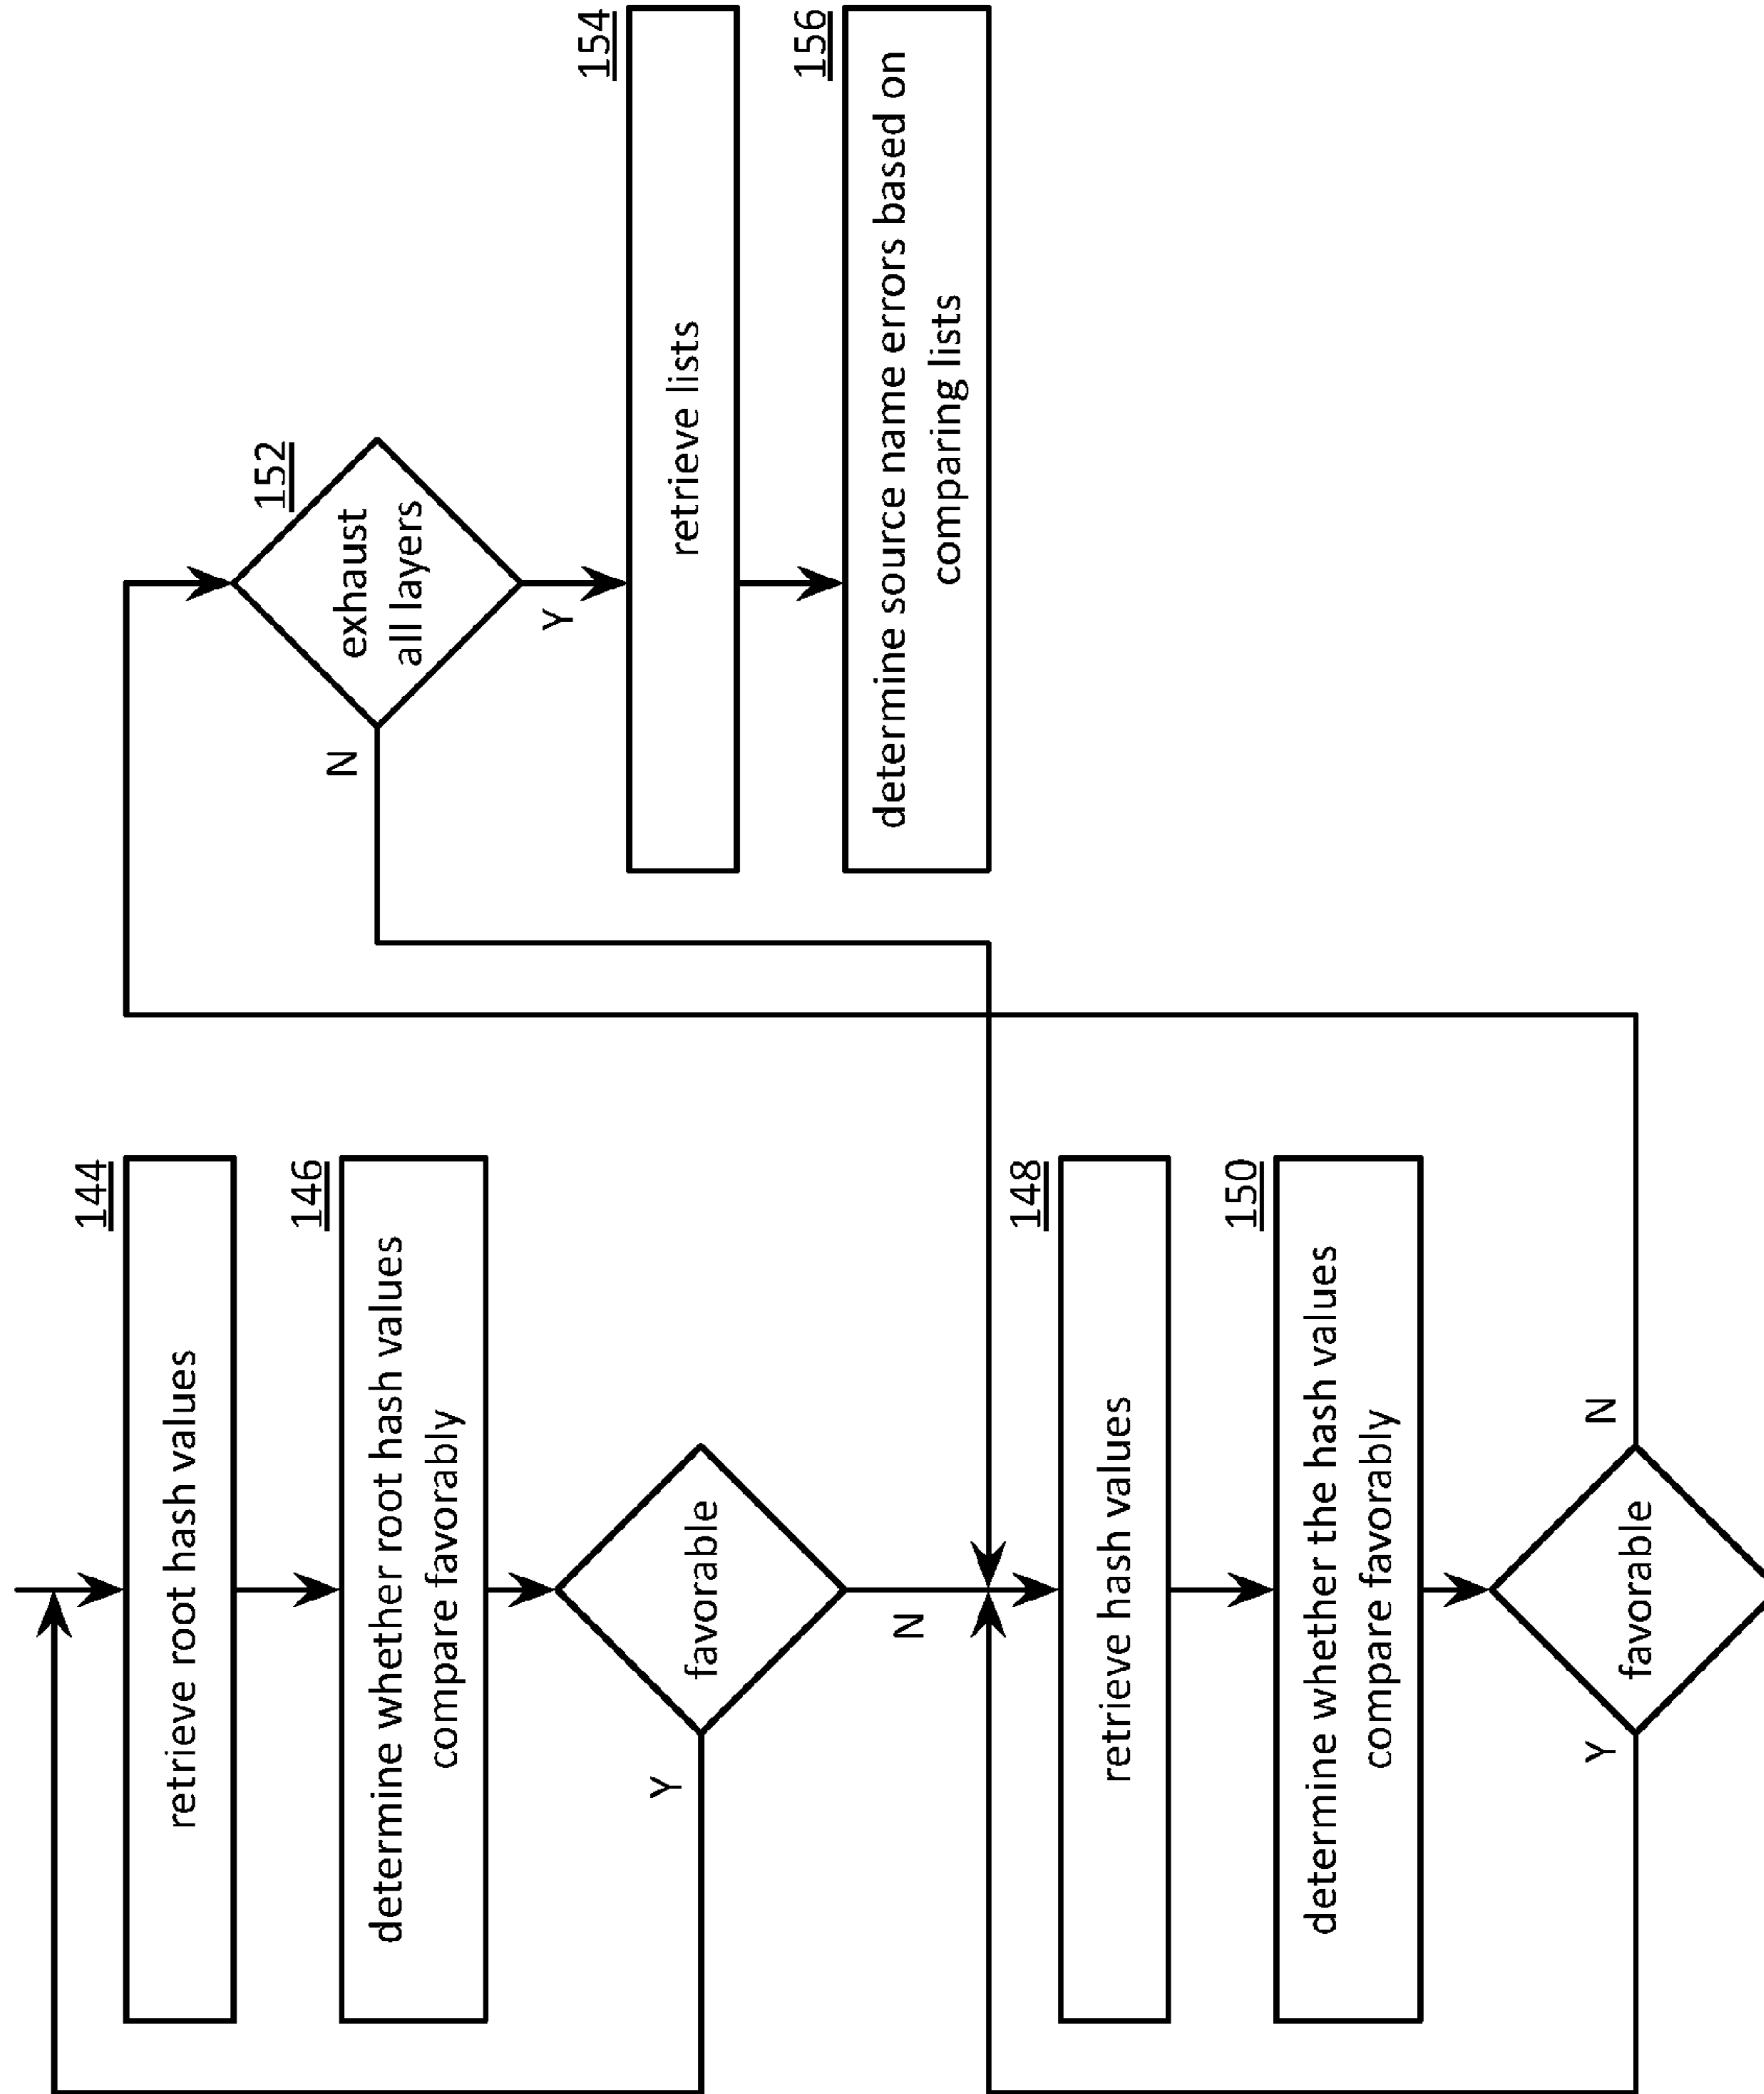 144
retrieve root hash values
146
determine whether root hash values
compare favorably
favorable
Y
N
148
retrieve hash values
150
determine whether the hash values
compare favorably
favorable
Y
N
152
exhaust
all layers
N
Y
154
retrieve lists
156
determine source name errors based on
comparing lists